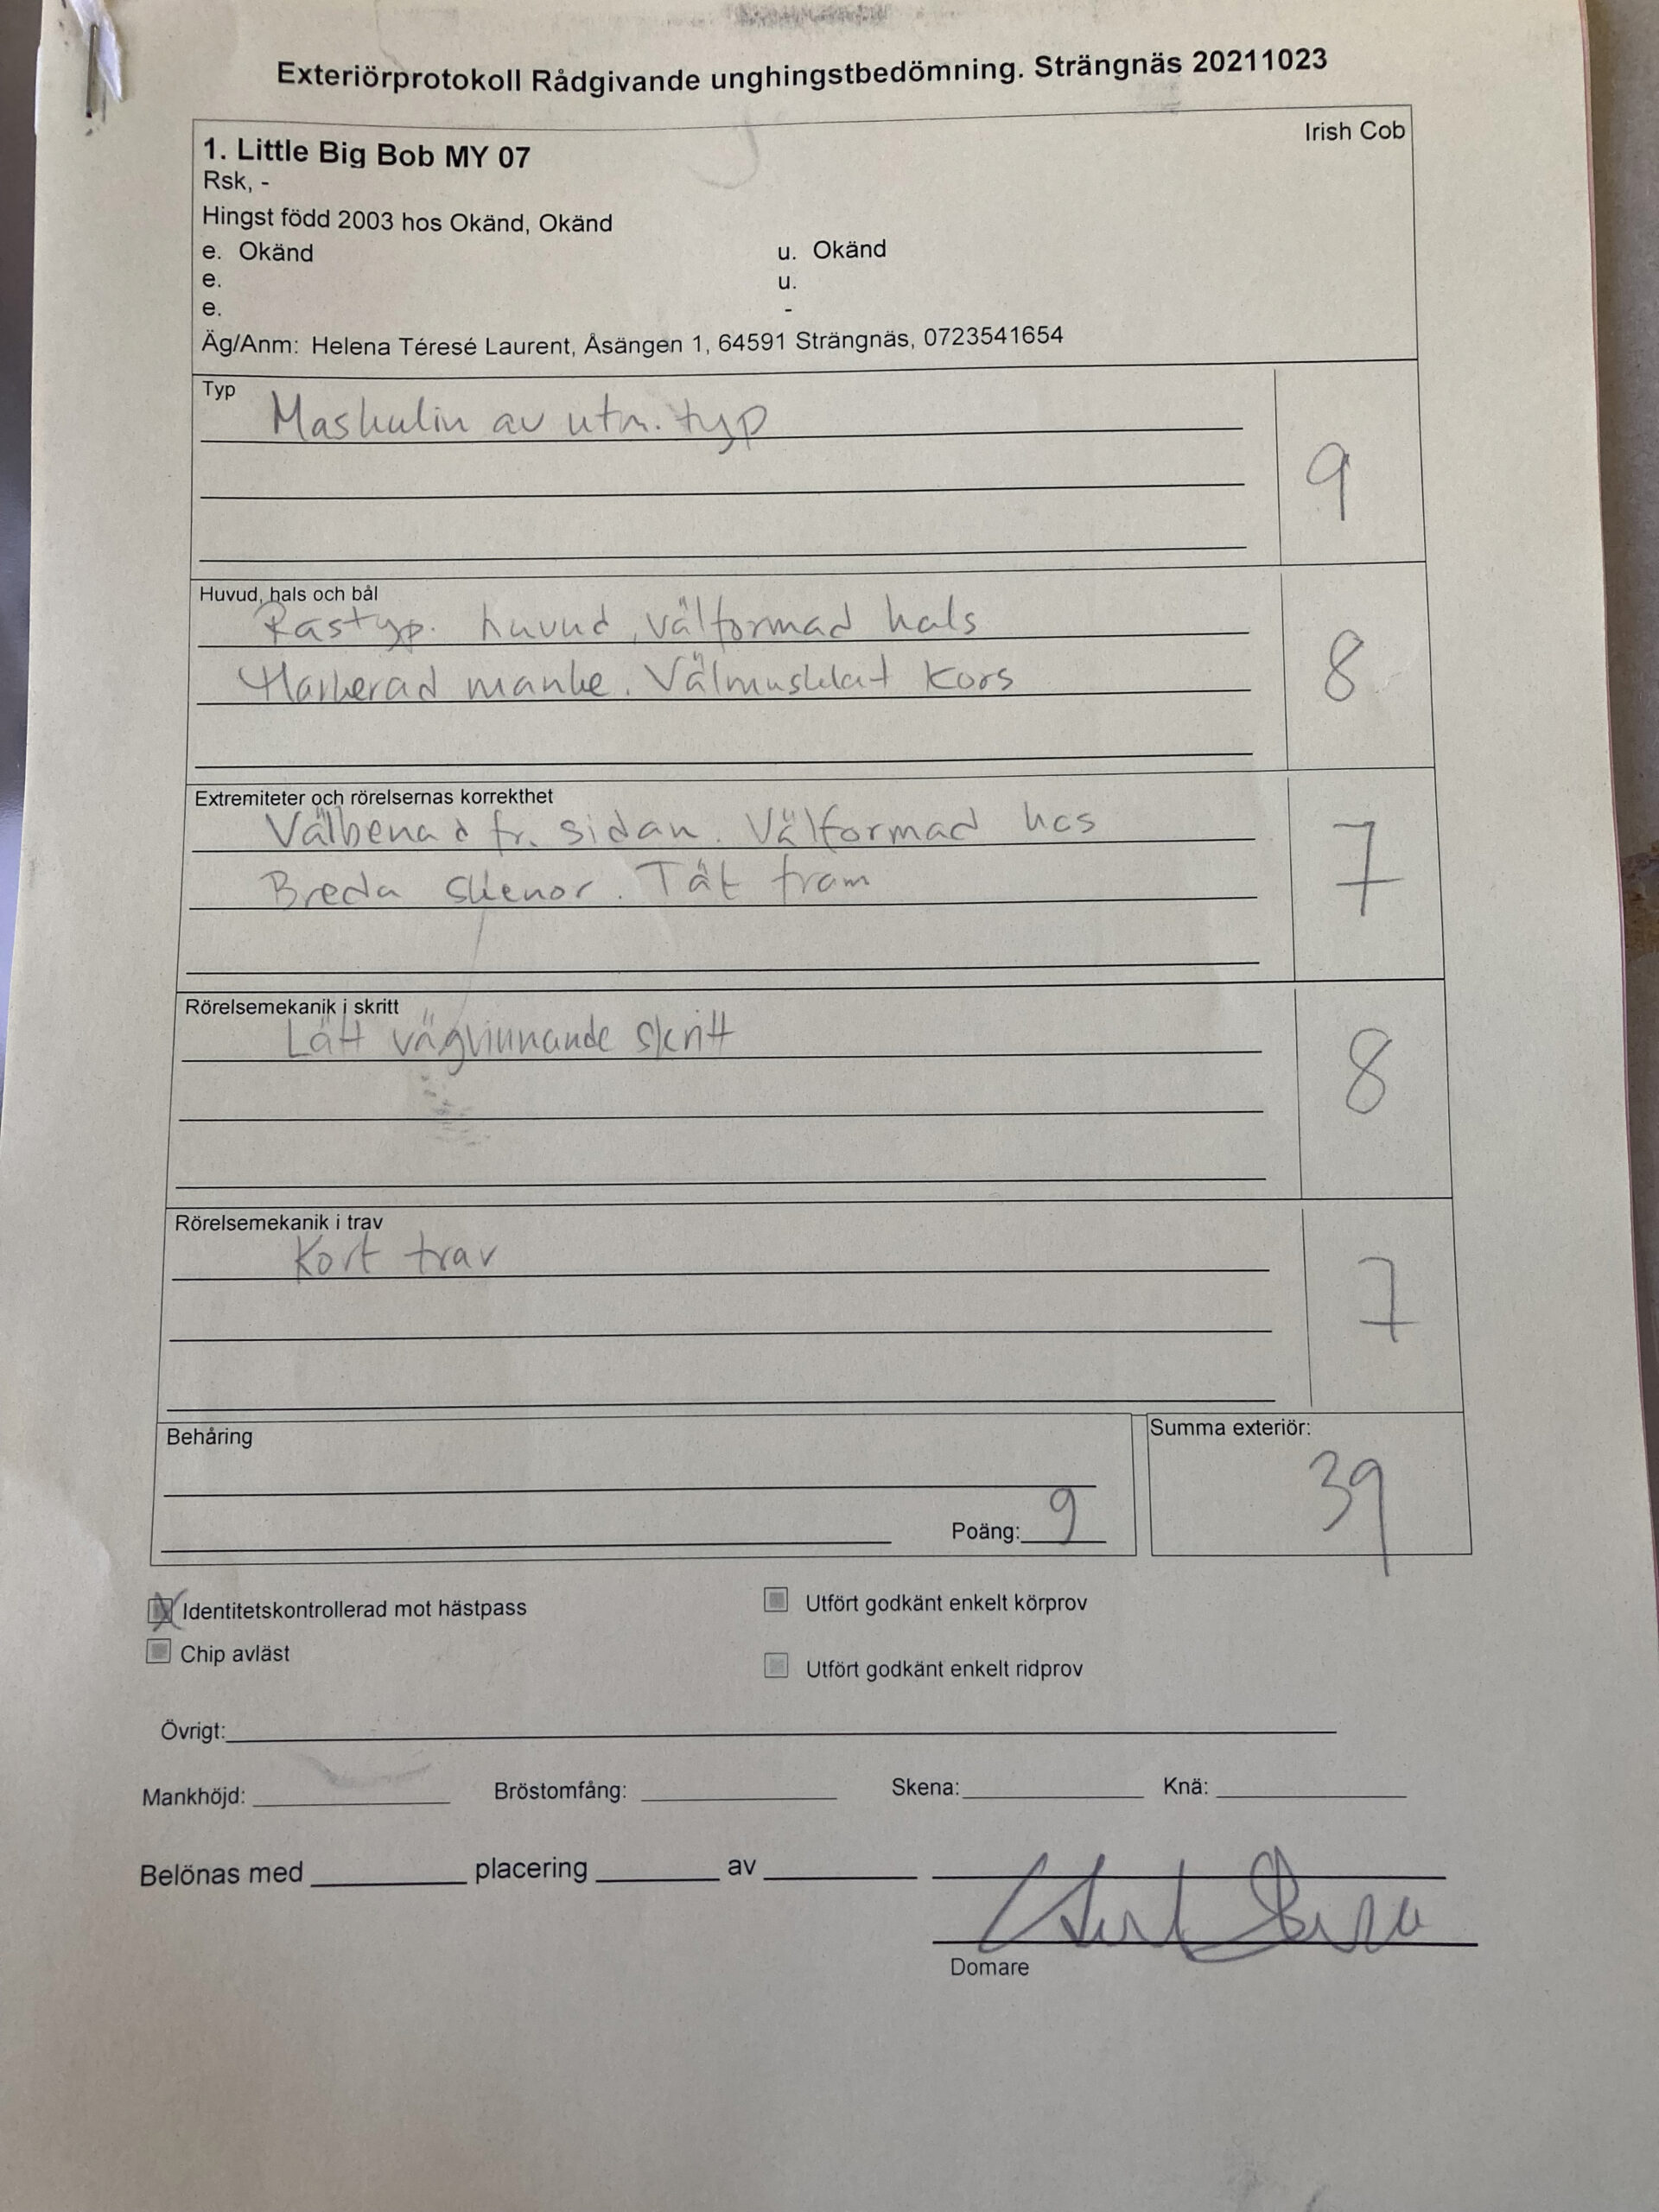 Exteriörprotokoll Rådgivande unghingstbedömning. Strängnäs 20211023
Irish Cob
1. Little Big Bob MY 07
Rsk, -
Hingst född 2003 hos Okänd, Okänd
e. Okänd u. Okänd
e. u.
e. -
Äg/Anm: Helena Téresé Laurent, Åsängen 1, 64591 Strängnäs, 0723541654
Typ
Maskulin av utm. typ
9
Huvud, hals och bål
Rastyp. huvud, välformad hals
Markerad manke. Välmusklat kors
8
Extremiteter och rörelsernas korrekthet
Välbenad fr. sidan. Välformad has
Breda skenor. Tåt fram
7
Rörelsemekanik i skritt
Lätt vägvinnande skritt
8
Rörelsemekanik i trav
Kort trav
7
Behåring
Poäng: 9
Summa exteriör:
39
X Identitetskontrollerad mot hästpass
Utfört godkänt enkelt körprov
Chip avläst
Utfört godkänt enkelt ridprov
Övrigt:
Mankhöjd: Bröstomfång: Skena: Knä:
Belönas med placering av
Domare